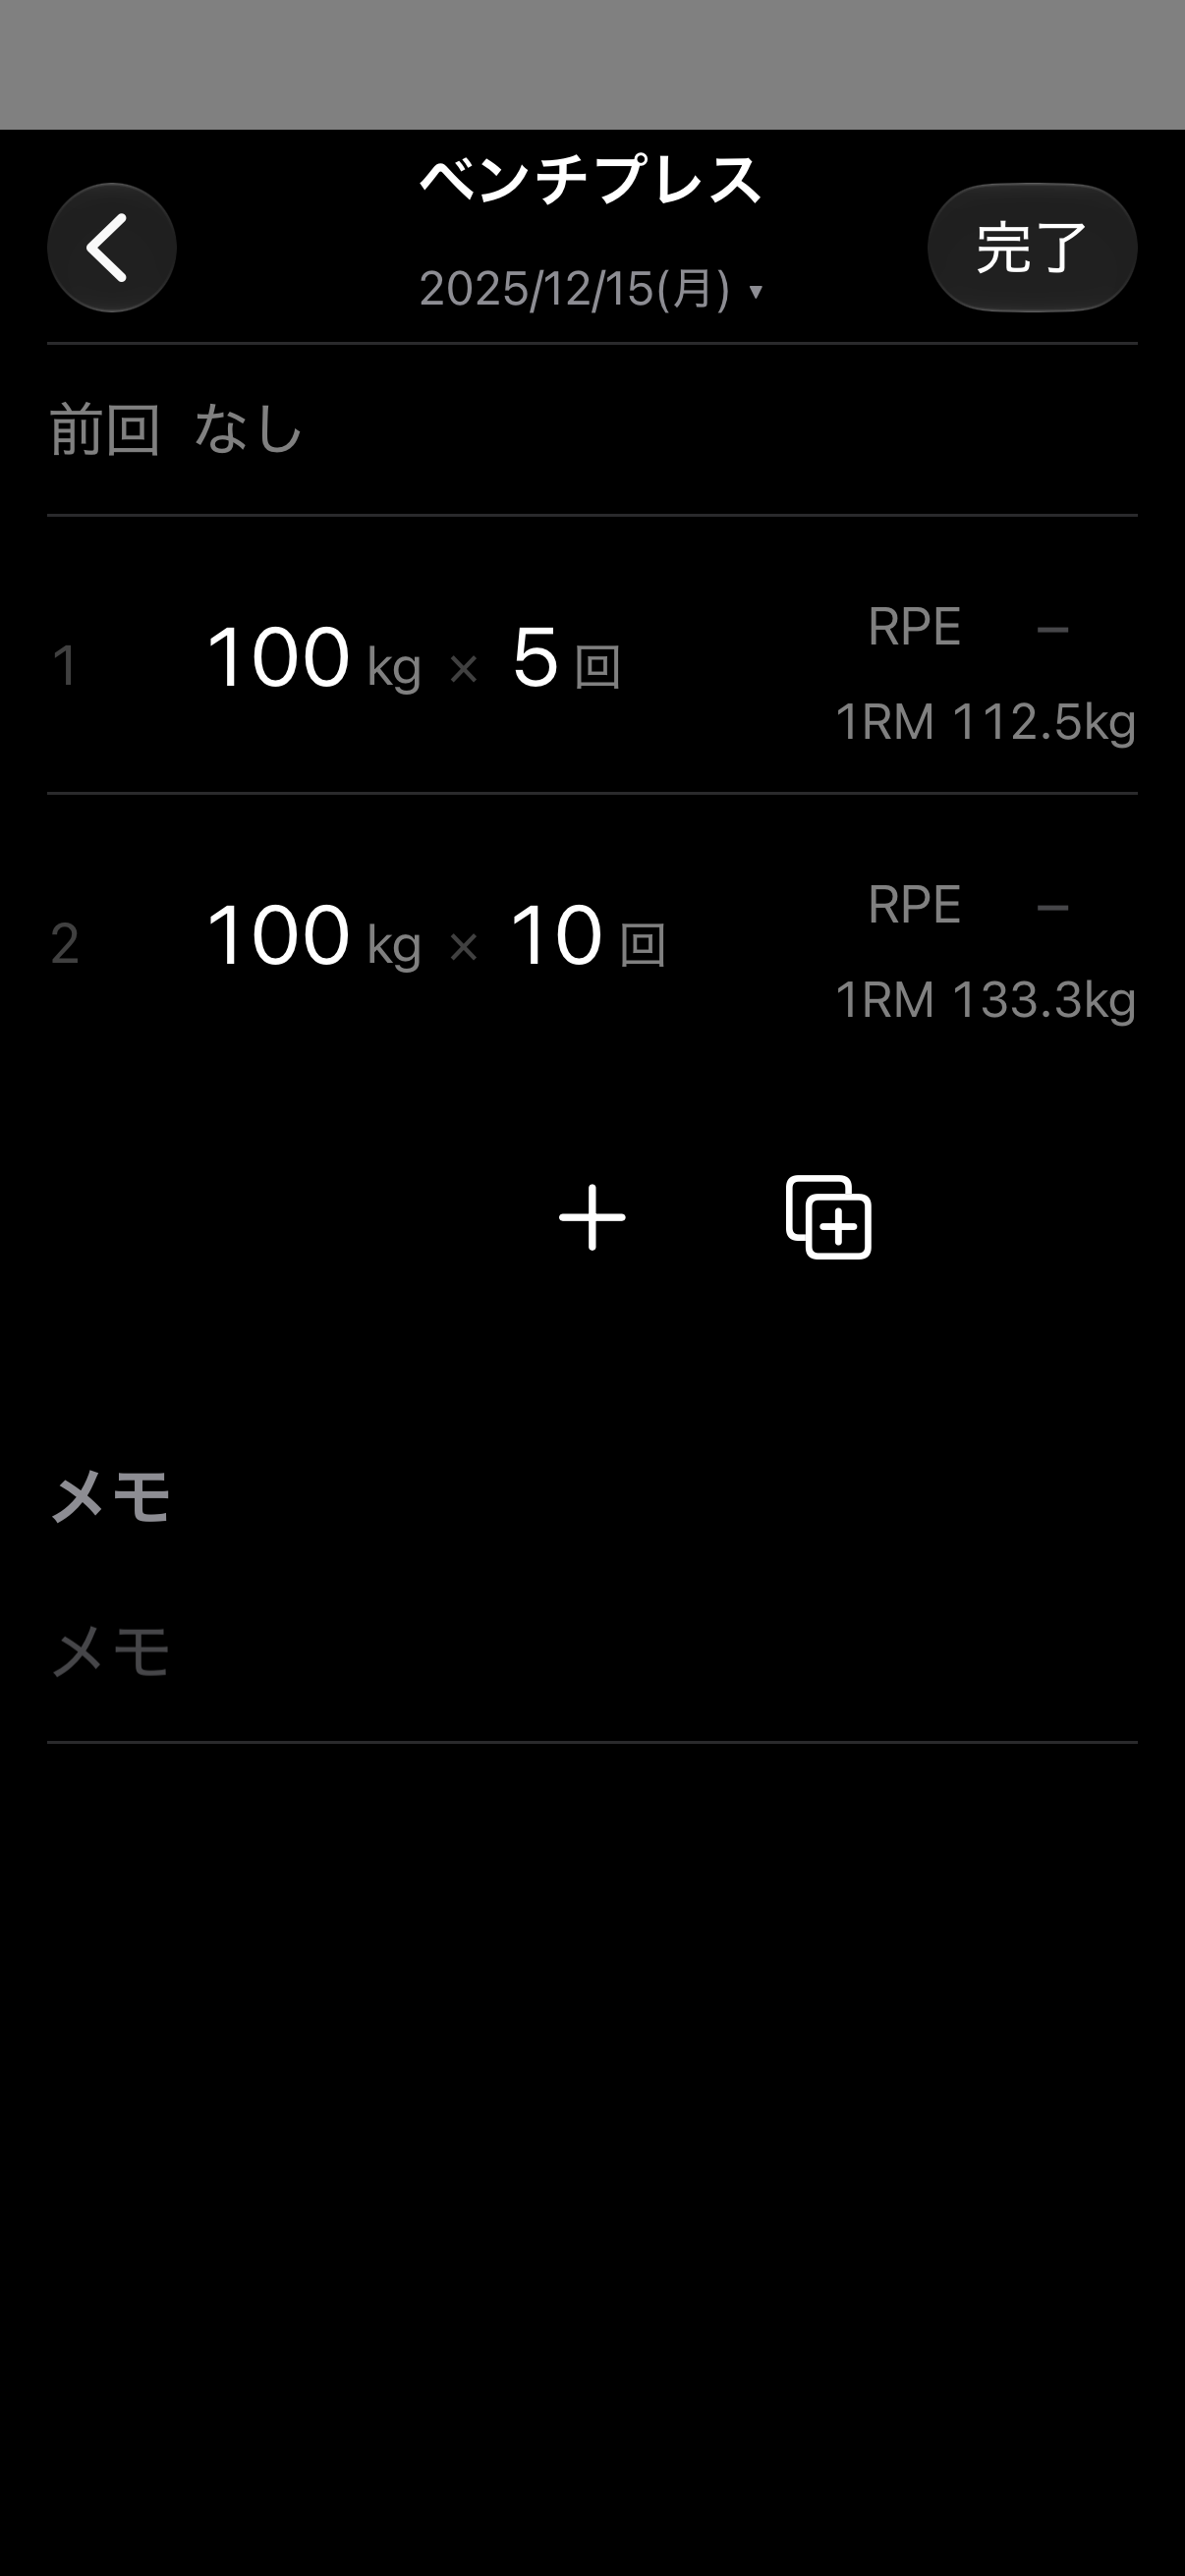 ベンチプレス
完了
2025/12/15(月) ▼
前回 なし
RPE –
1 100 kg × 5 回
1RM 112.5kg
RPE –
2 100 kg × 10 回
1RM 133.3kg
メモ
メモ